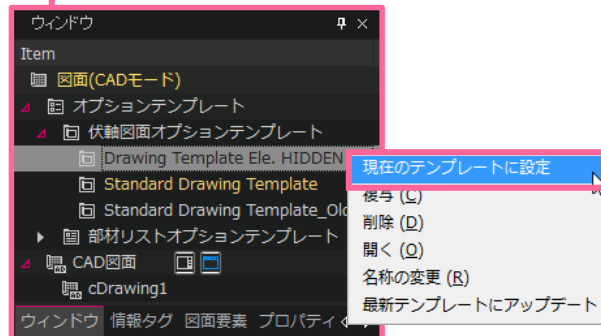 ウィンドウ
Item
図面(CADモード)
オプションテンプレート
伏軸図面オプションテンプレート
Drawing Template Ele. HIDDEN
Standard Drawing Template
Standard Drawing Template_Old
部材リストオプションテンプレート
CAD図面
cDrawing1
ウィンドウ 情報タグ 図面要素 プロパティ
現在のテンプレートに設定
複写 (C)
削除 (D)
開く (O)
名称の変更 (R)
最新テンプレートにアップデート